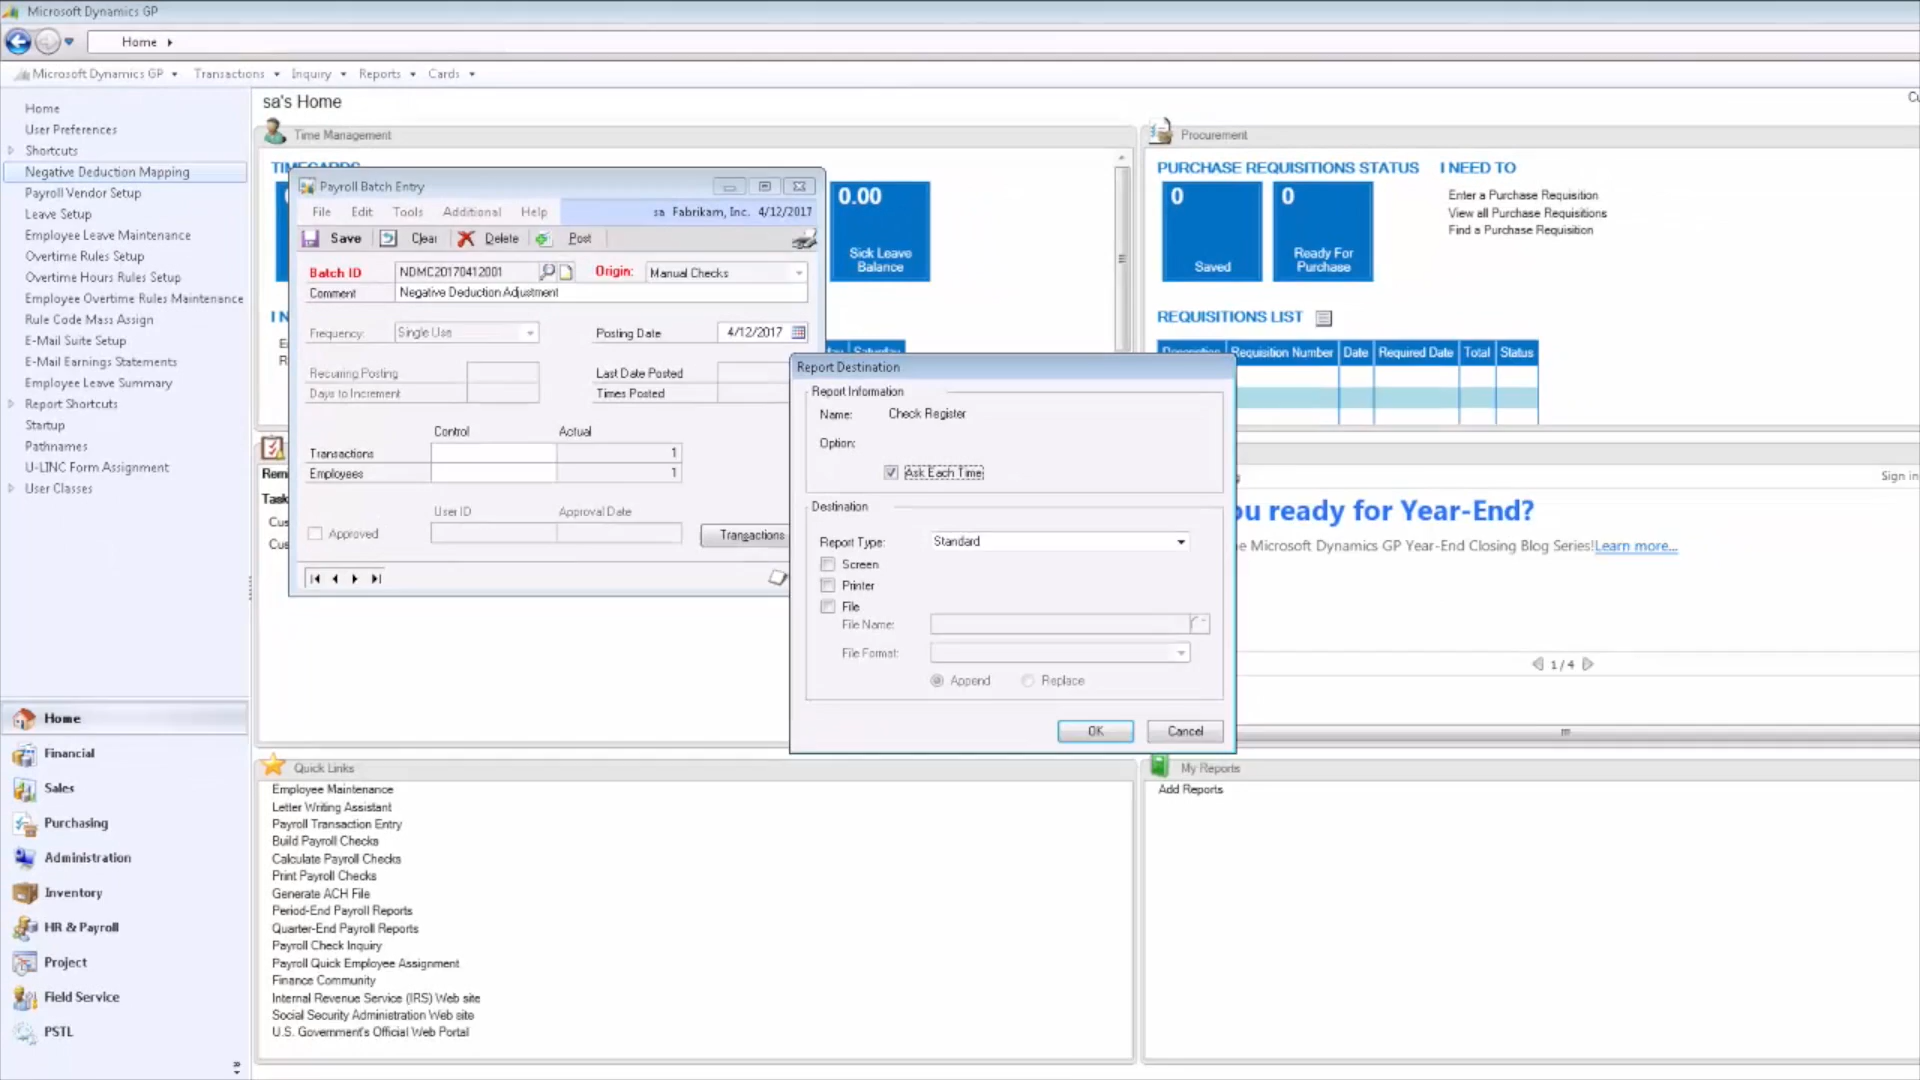 Microsoft Dynamics GP
Home
Microsoft Dynamics GP Transactions Inquiry Reports Cards
Home
User Preferences
Shortcuts
Negative Deduction Mapping
Payroll Vendor Setup
Leave Setup
Employee Leave Maintenance
Overtime Rules Setup
Overtime Hours Rules Setup
Employee Overtime Rules Maintenance
Rule Code Mass Assign
E-Mail Suite Setup
E-Mail Earnings Statements
Employee Leave Summary
Report Shortcuts
Startup
Pathnames
U-LINC Form Assignment
User Classes
Home
Financial
Sales
Purchasing
Administration
Inventory
HR & Payroll
Project
Field Service
PSTL
sa's Home
Time Management
Payroll Batch Entry
File Edit Tools Additional Help sa Fabrikam, Inc. 4/12/2017
Save Clear Delete Post
Batch ID NDMC20170412001 Origin: Manual Checks
Comment Negative Deduction Adjustment
Frequency: Single Use Posting Date 4/12/2017
Recurring Posting Last Date Posted
Days to Increment Times Posted
Control Actual
Transactions 1
Employees 1
User ID Approval Date
Approved
Transactions
0.00
Sick Leave
Balance
Report Destination
Report Information
Name: Check Register
Option:
Ask Each Time
Destination
Report Type: Standard
Screen
Printer
File
File Name:
File Format:
Append Replace
OK Cancel
Procurement
PURCHASE REQUISITIONS STATUS
0
Saved
0
Ready For
Purchase
I NEED TO
Enter a Purchase Requisition
View all Purchase Requisitions
Find a Purchase Requisition
REQUISITIONS LIST
Requisition Number Date Required Date Total Status
Sign in
ou ready for Year-End?
e Microsoft Dynamics GP Year-End Closing Blog Series!Learn more...
1 / 4
Quick Links
Employee Maintenance
Letter Writing Assistant
Payroll Transaction Entry
Build Payroll Checks
Calculate Payroll Checks
Print Payroll Checks
Generate ACH File
Period-End Payroll Reports
Quarter-End Payroll Reports
Payroll Check Inquiry
Payroll Quick Employee Assignment
Finance Community
Internal Revenue Service (IRS) Web site
Social Security Administration Web site
U.S. Government's Official Web Portal
My Reports
Add Reports